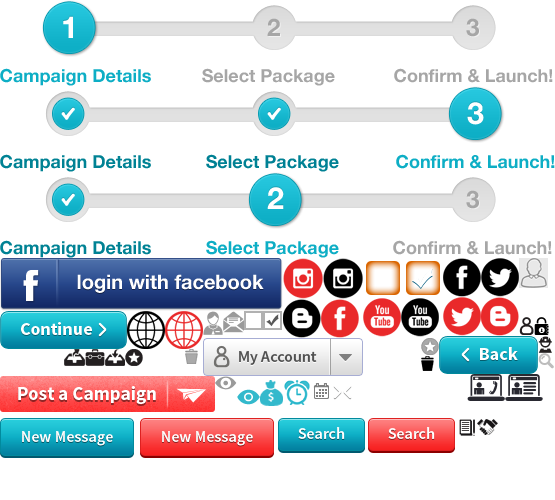 1 2 3
Campaign Details Select Package Confirm & Launch!
3
Campaign Details Select Package Confirm & Launch!
2 3
Campaign Details Select Package Confirm & Launch!
f login with facebook
f
B f You Tube You Tube B
Continue
My Account
Back
Post a Campaign
$
New Message New Message Search Search